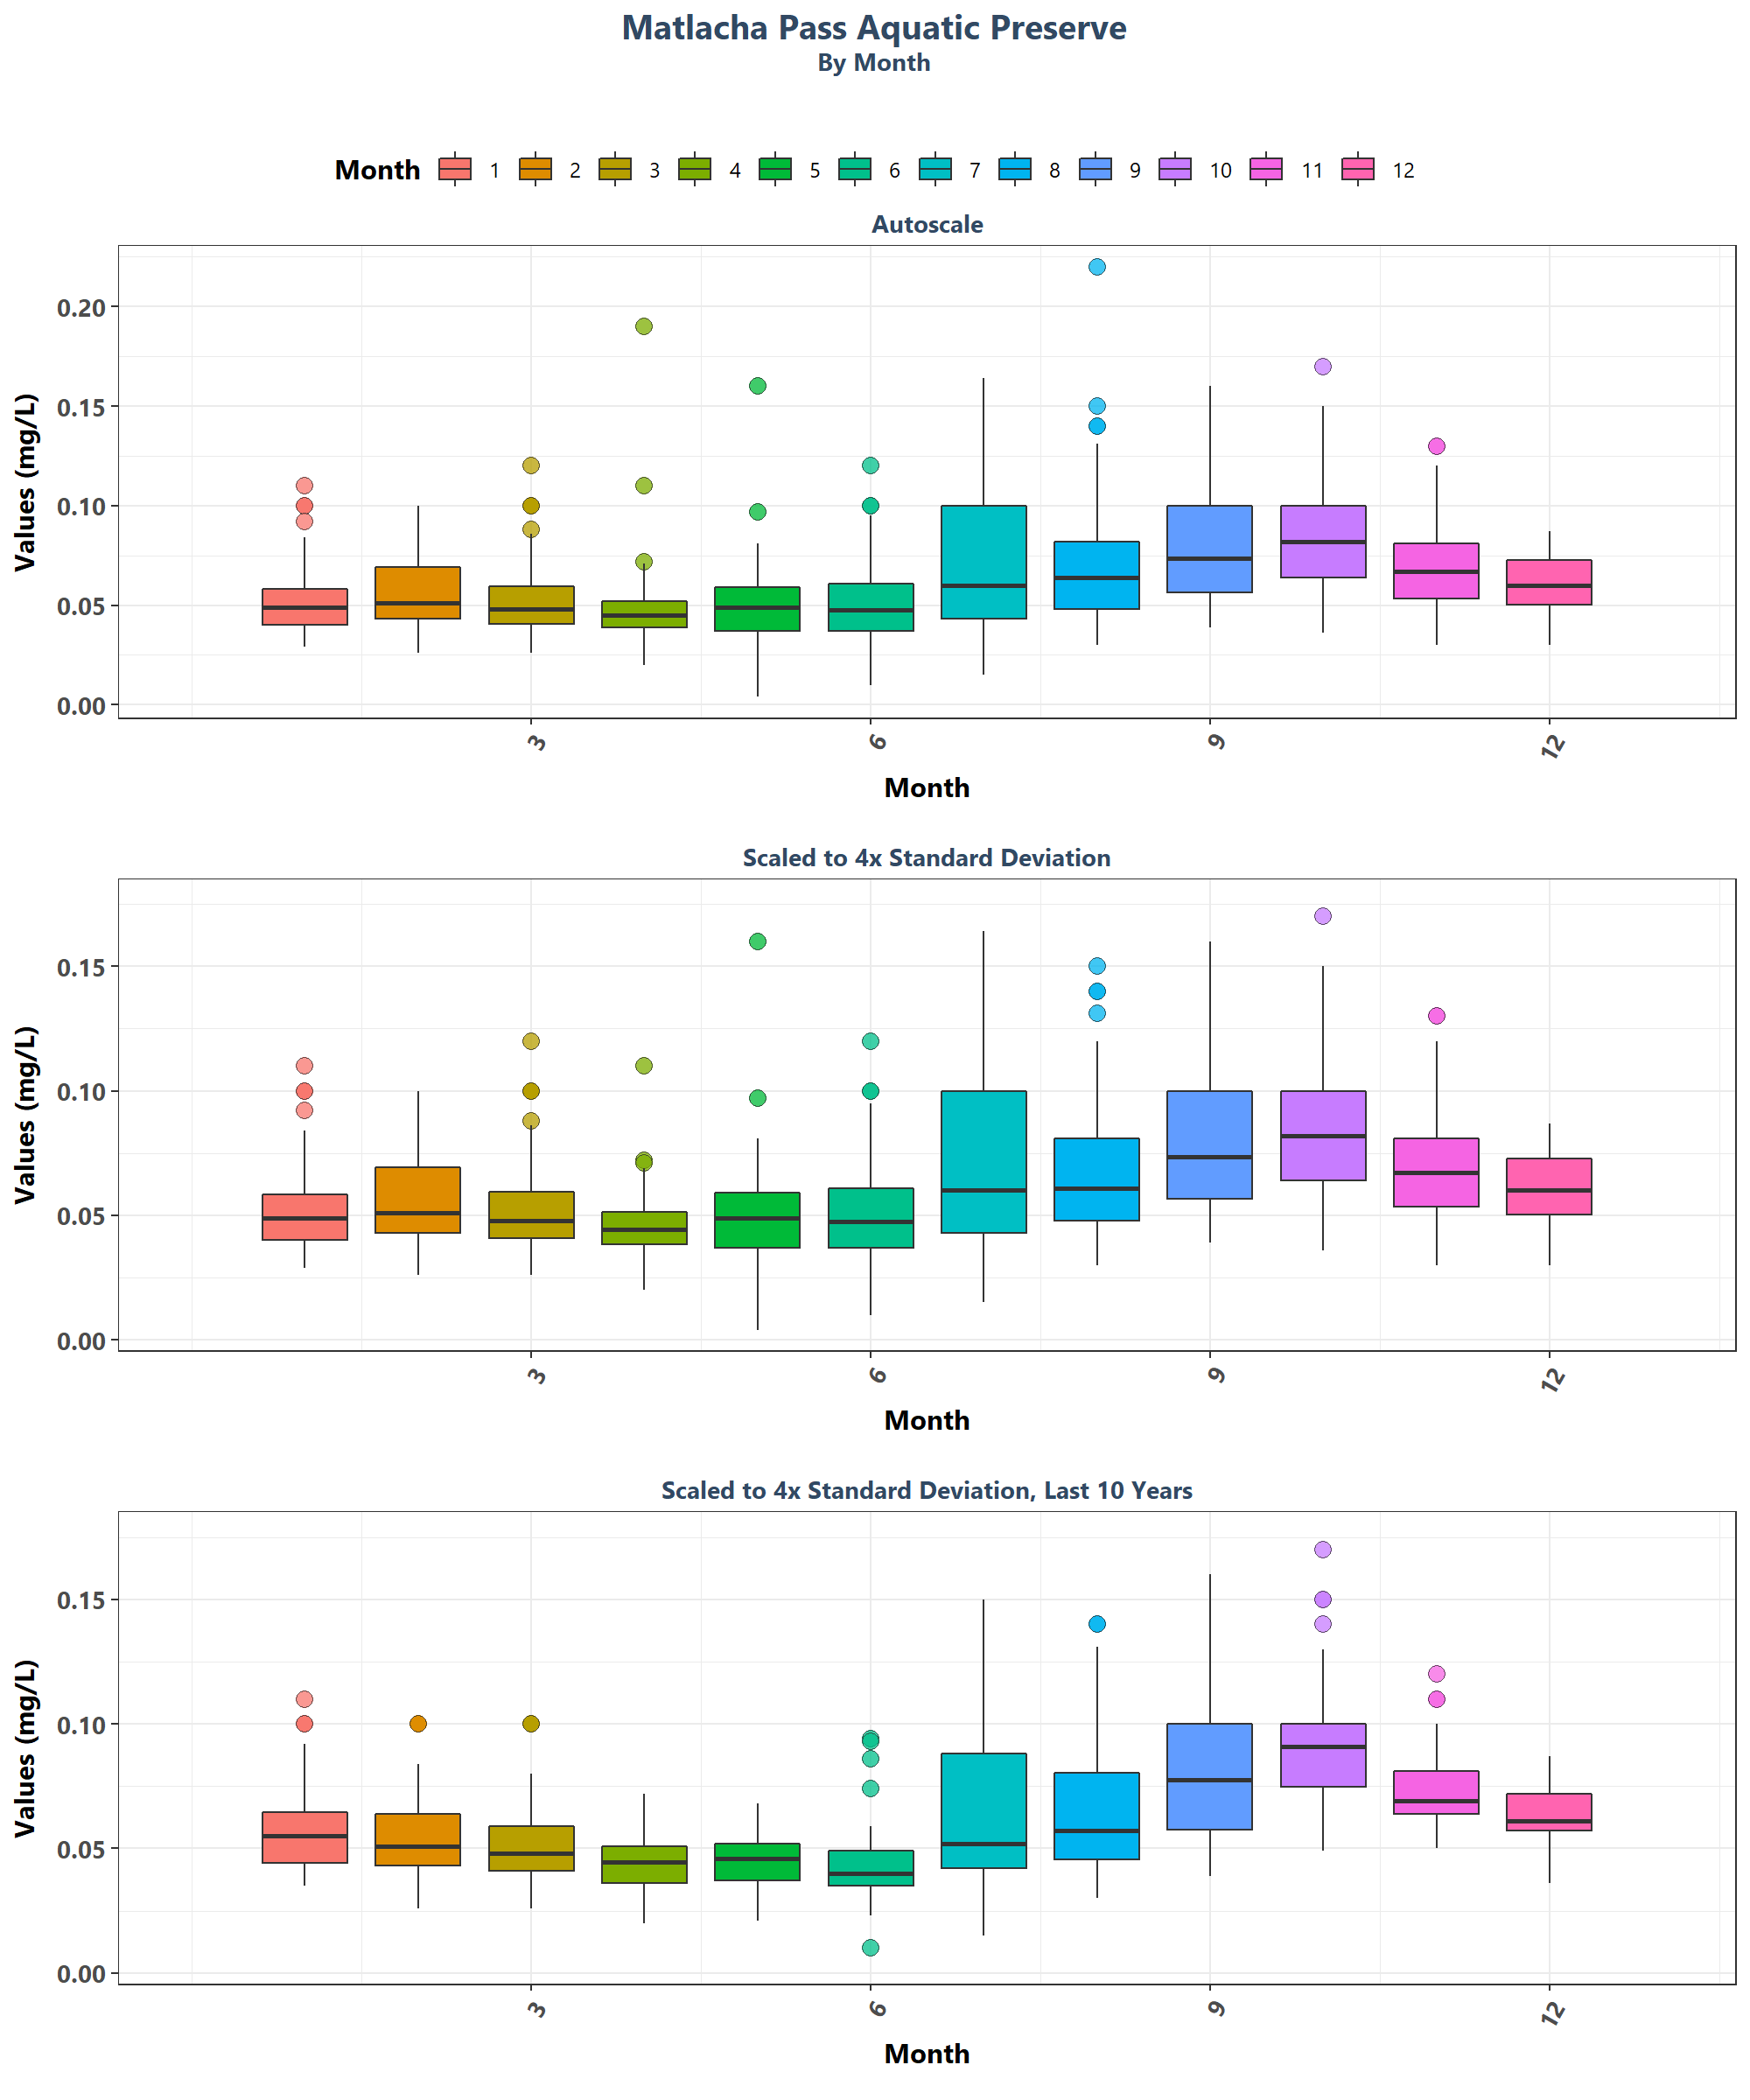 Matlacha Pass Aquatic Preserve
By Month
Month 1 2 3 4 5 6 7 8 9 10 11 12
Autoscale
Values (mg/L)
0.20
0.15
0.10
0.05
0.00
3 6 9 12
Month
Scaled to 4x Standard Deviation
Values (mg/L)
0.15
0.10
0.05
0.00
3 6 9 12
Month
Scaled to 4x Standard Deviation, Last 10 Years
Values (mg/L)
0.15
0.10
0.05
0.00
3 6 9 12
Month